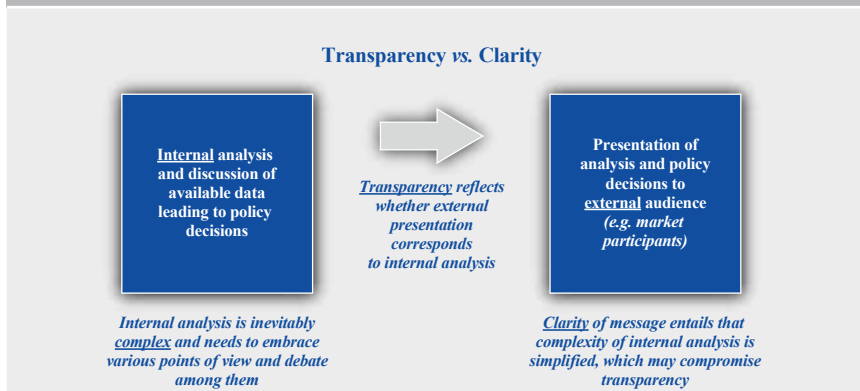 Transparency vs. Clarity
Internal analysis
and discussion of
available data
leading to policy
decisions
Transparency reflects
whether external
presentation
corresponds
to internal analysis
Presentation of
analysis and policy
decisions to
external audience
(e.g. market
participants)
Internal analysis is inevitably
complex and needs to embrace
various points of view and debate
among them
Clarity of message entails that
complexity of internal analysis is
simplified, which may compromise
transparency